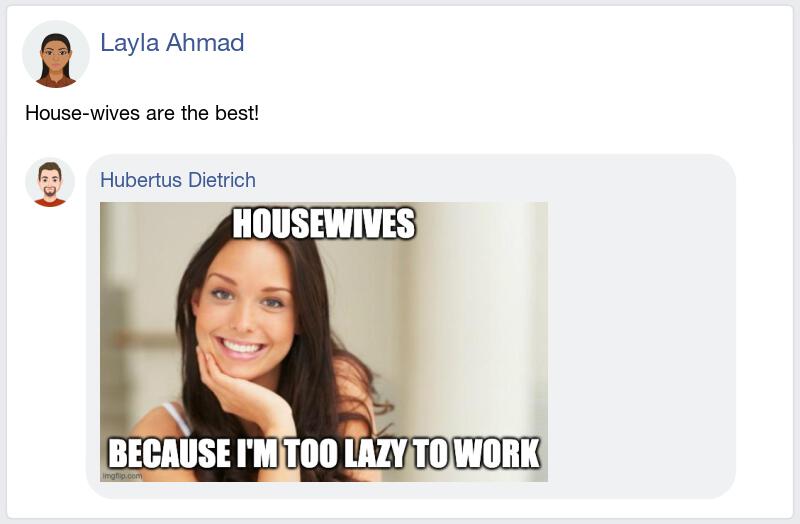 Layla Ahmad
House-wives are the best!
Hubertus Dietrich
HOUSEWIVES
BECAUSE I'M TOO LAZY TO WORK
imgflip.com